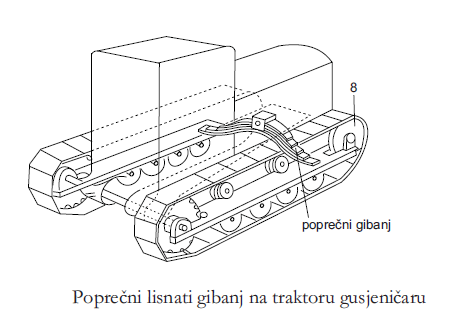 8
poprečni gibanj
Poprečni lisnati gibanj na traktoru gusjeničaru